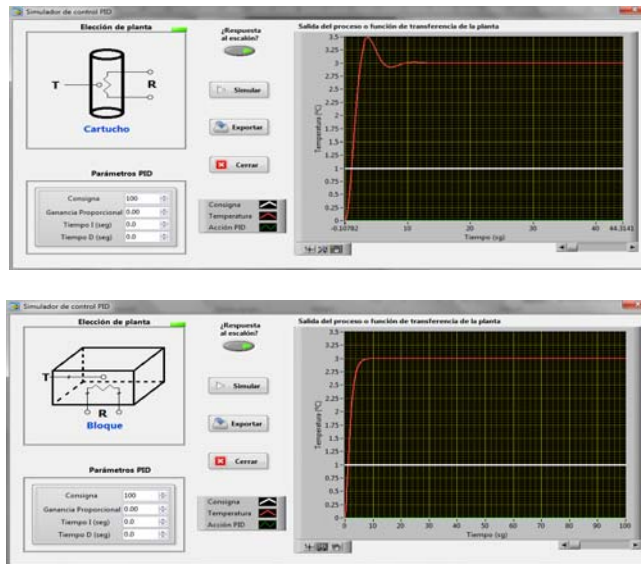 Simulador de control PID
Elección de planta
T
R
Cartucho
Parámetros PID
Consigna 100
Ganancia Proporcional 0.00
Tiempo I (seg) 0.0
Tiempo D (seg) 0.0
¿Respuesta
al escalón?
Simular
Exportar
Cerrar
Consigna
Temperatura
Acción PID
Salida del proceso o función de transferencia de la planta
Temperatura (ºC)
3.5
3.25
3
2.75
2.5
2.25
2
1.75
1.5
1.25
1
0.75
0.5
0.25
0
-0.10782 10 20 30 40 44.3141
Tiempo (sg)
Simulador de control PID
Elección de planta
T
R
Bloque
Parámetros PID
Consigna 100
Ganancia Proporcional 0.00
Tiempo I (seg) 0.0
Tiempo D (seg) 0.0
¿Respuesta
al escalón?
Simular
Exportar
Cerrar
Consigna
Temperatura
Acción PID
Salida del proceso o función de transferencia de la planta
Temperatura (ºC)
3.5
3.25
3
2.75
2.5
2.25
2
1.75
1.5
1.25
1
0.75
0.5
0.25
0
0 10 20 30 40 50 60 70 80 90 100
Tiempo (sg)